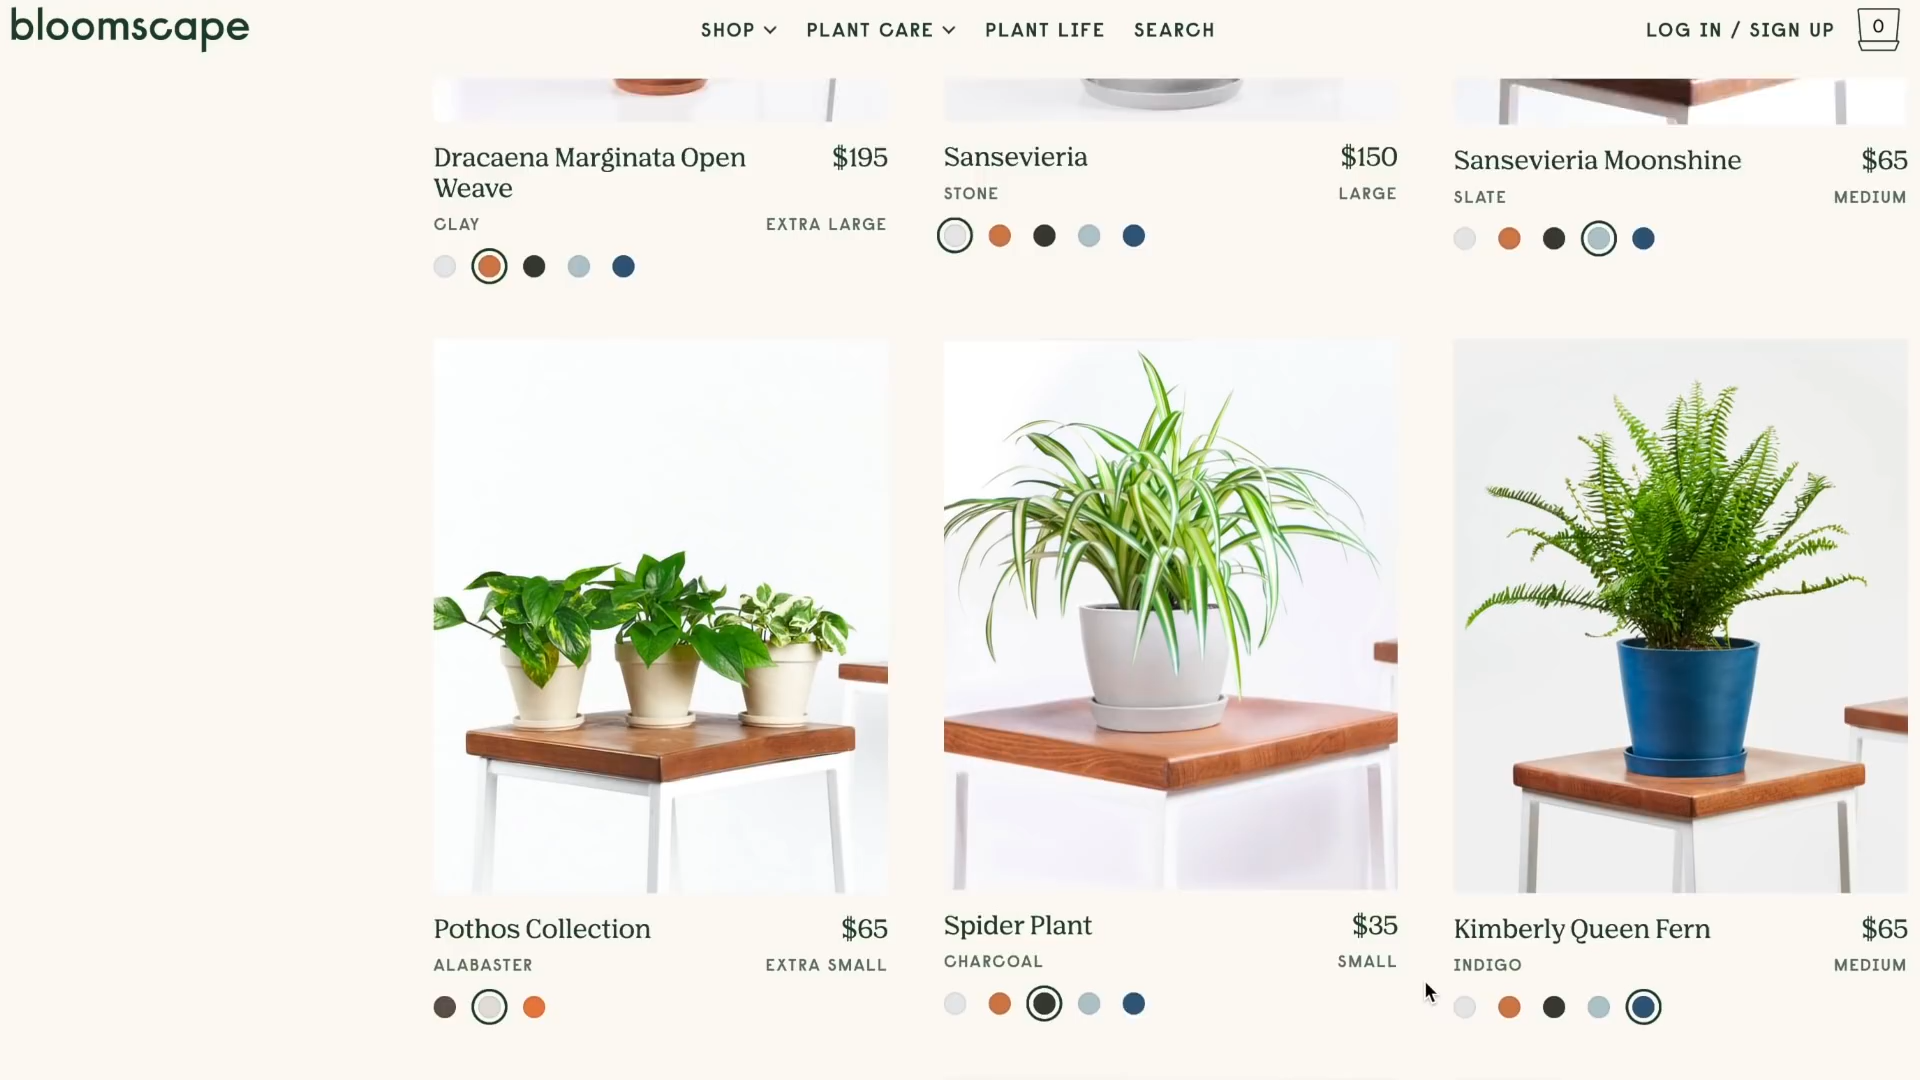 bloomscape
SHOP
PLANT CARE
PLANT LIFE
SEARCH
LOG IN / SIGN UP
0
Dracaena Marginata Open
Weave
$195
CLAY
EXTRA LARGE
Sansevieria
$150
STONE
LARGE
Sansevieria Moonshine
$65
SLATE
MEDIUM
Pothos Collection
$65
ALABASTER
EXTRA SMALL
Spider Plant
$35
CHARCOAL
SMALL
Kimberly Queen Fern
$65
INDIGO
MEDIUM